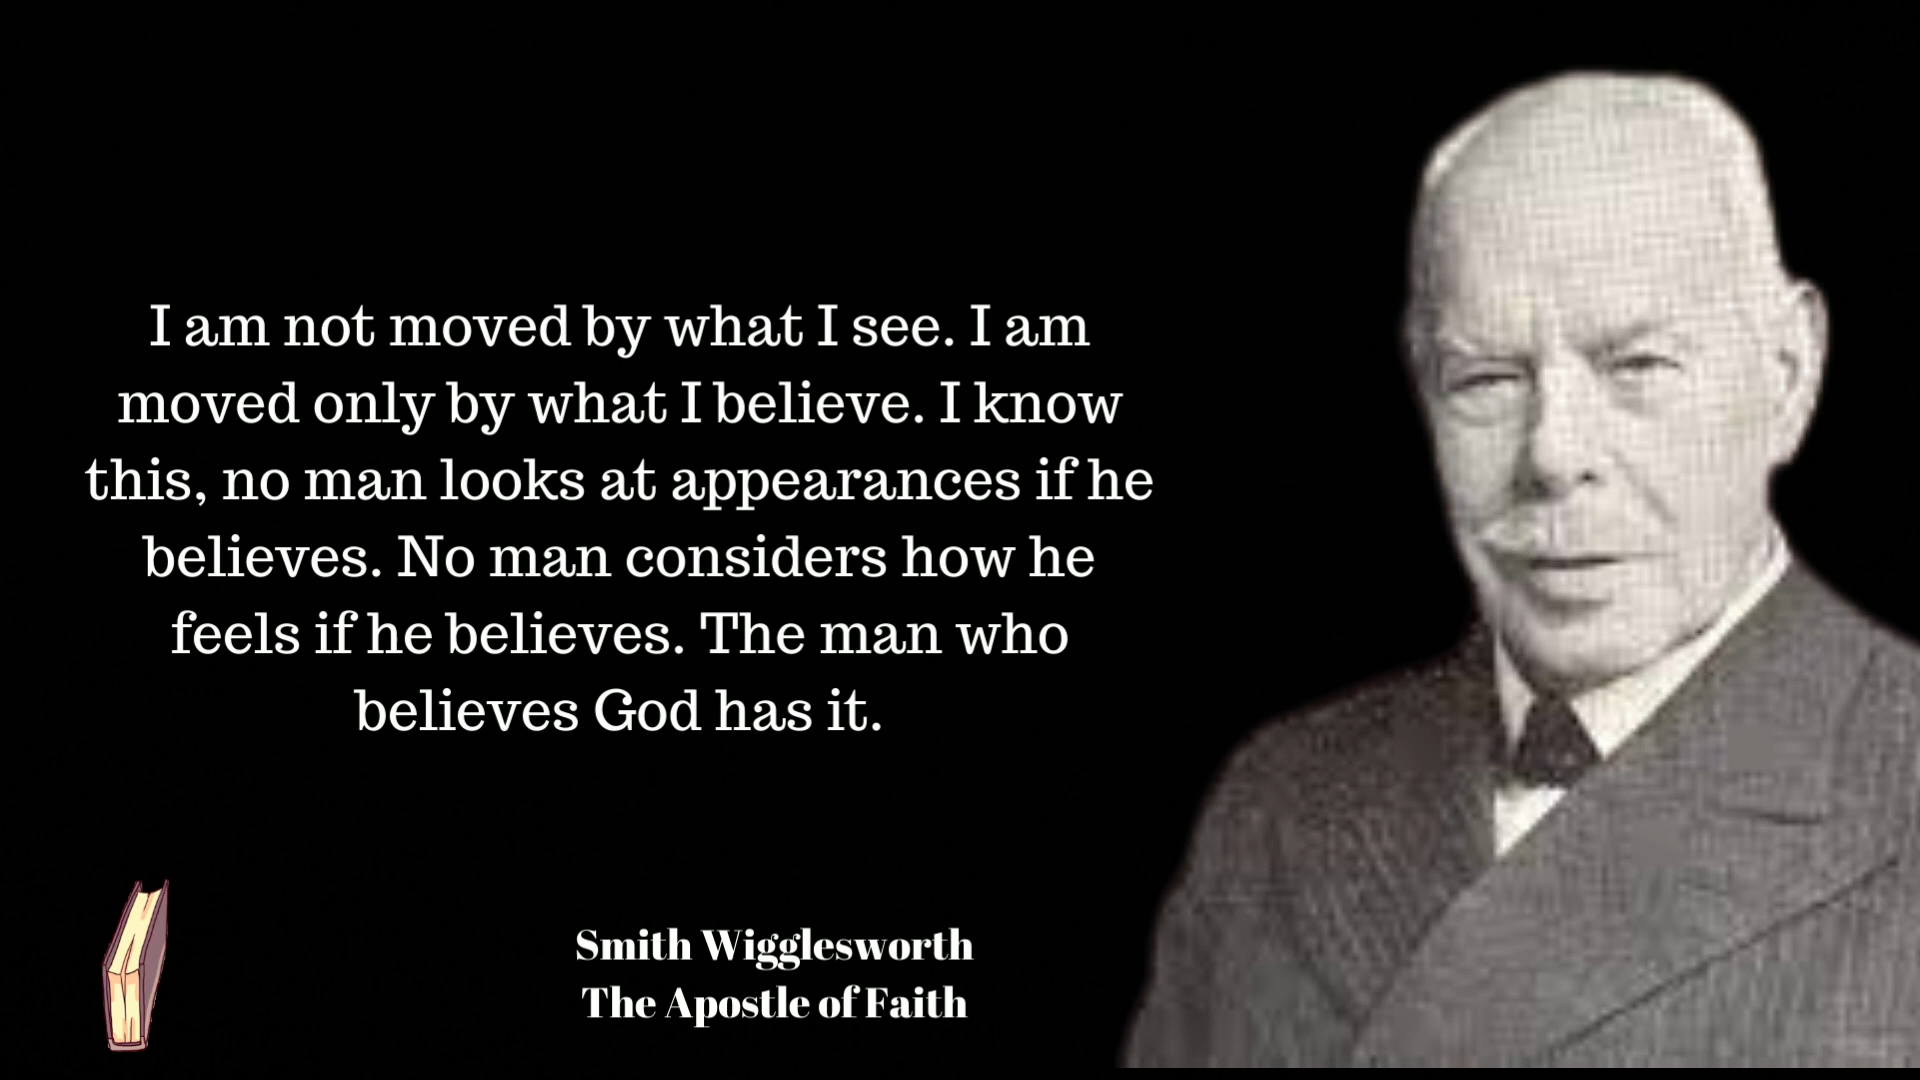 I am not moved by what I see. I am
moved only by what I believe. I know
this, no man looks at appearances if he
believes. No man considers how he
feels if he believes. The man who
believes God has it.
Smith Wigglesworth
The Apostle of Faith